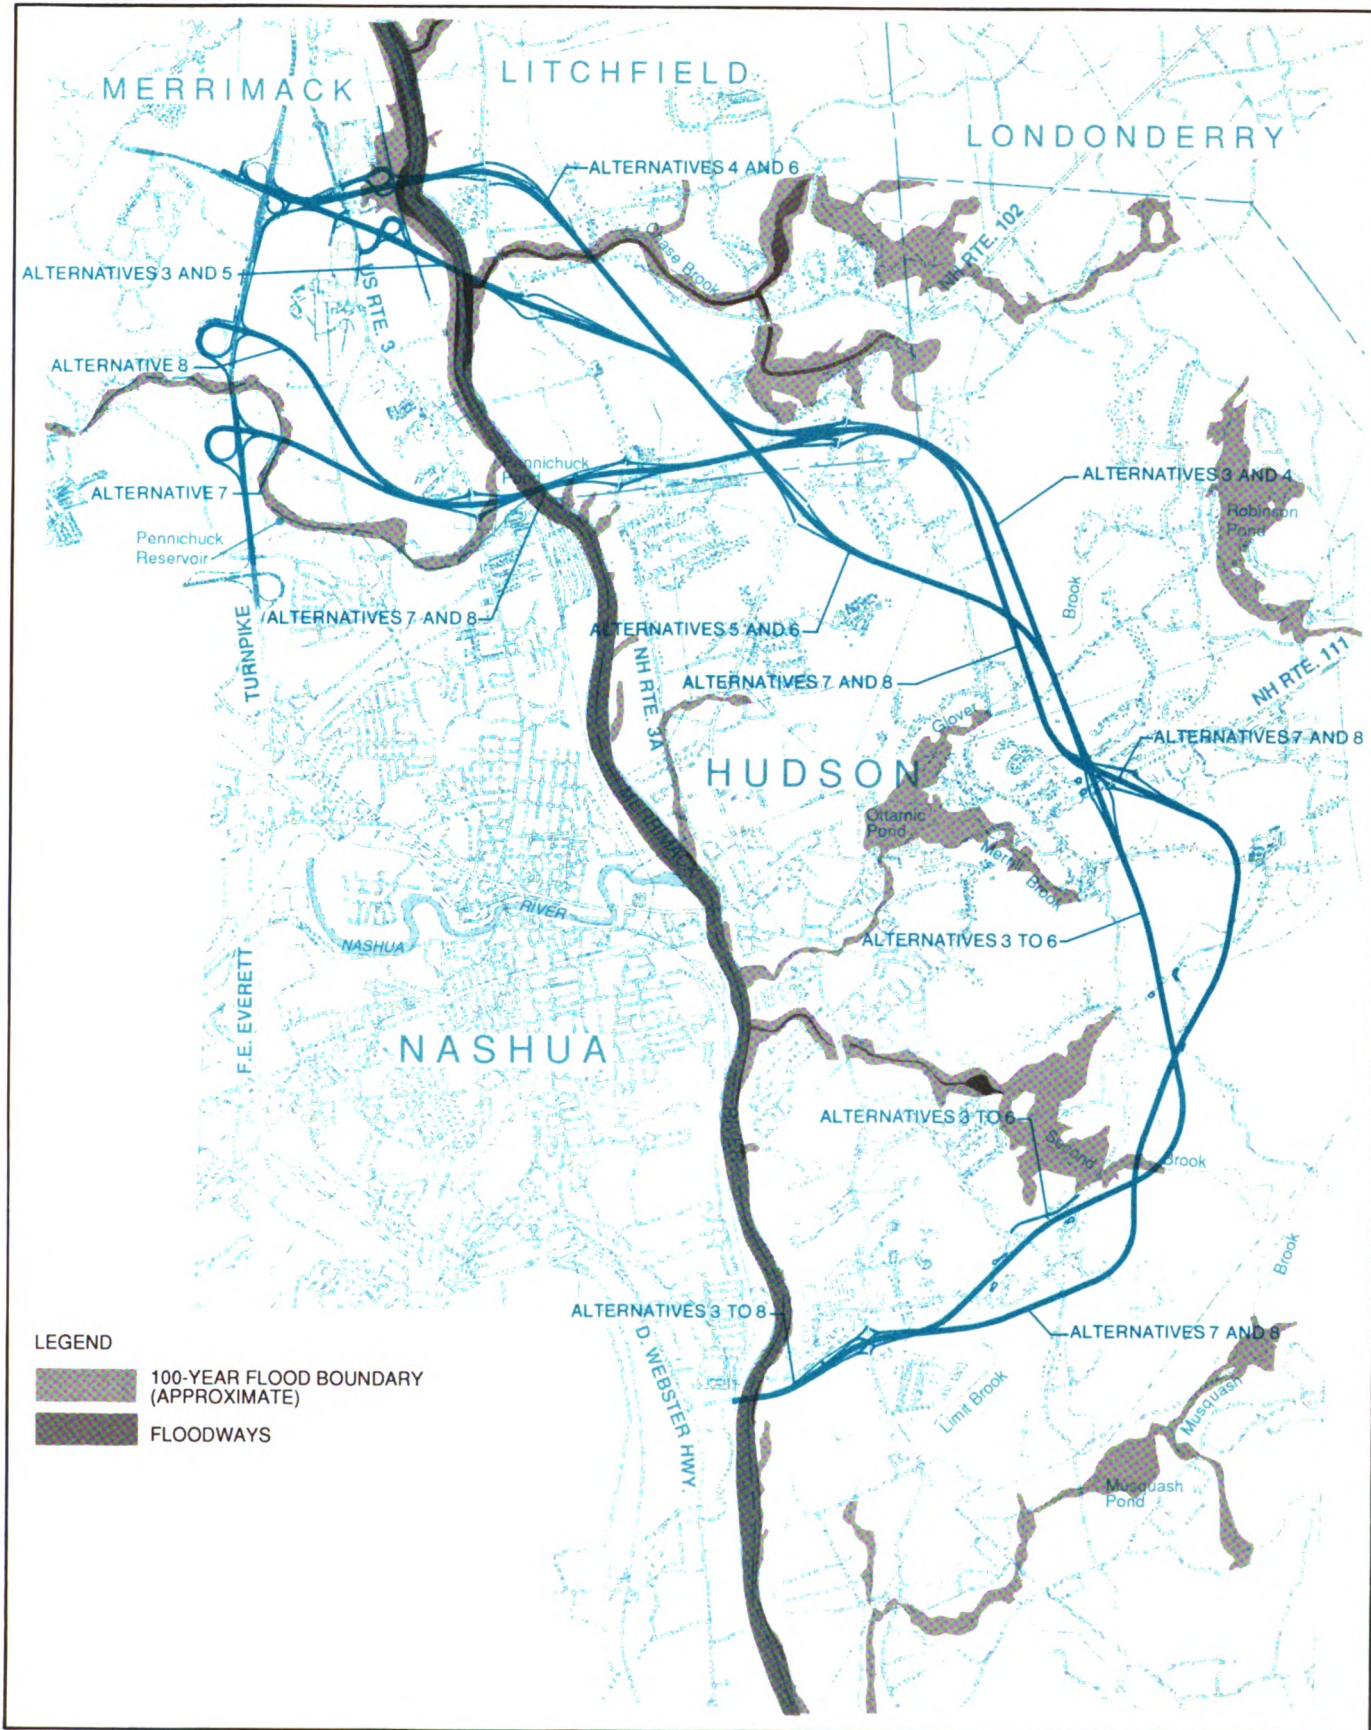 MERRIMACK
LITCHFIELD
LONDONDERRY
ALTERNATIVES 4 AND 6
Chase Brook
NH RTE. 102
ALTERNATIVES 3 AND 5
US RTE. 3
ALTERNATIVE 8
ALTERNATIVE 7
Pennichuck
Pond
ALTERNATIVES 3 AND 4
Robinson
Pond
Pennichuck
Reservoir
Brook
ALTERNATIVES 7 AND 8
ALTERNATIVES 5 AND 6
TURNPIKE
NH RTE. 3A
ALTERNATIVES 7 AND 8
NH RTE. 111
Glover
ALTERNATIVES 7 AND 8
HUDSON
MERRIMACK
Ottarnic
Pond
Merrill
Brook
RIVER
NASHUA
ALTERNATIVES 3 TO 6
F.E. EVERETT
NASHUA
ALTERNATIVES 3 TO 6
Second
Brook
Brook
ALTERNATIVES 3 TO 8
ALTERNATIVES 7 AND 8
D. WEBSTER HWY.
Limit Brook
Musquash
Musquash
Pond
LEGEND
100-YEAR FLOOD BOUNDARY
(APPROXIMATE)
FLOODWAYS